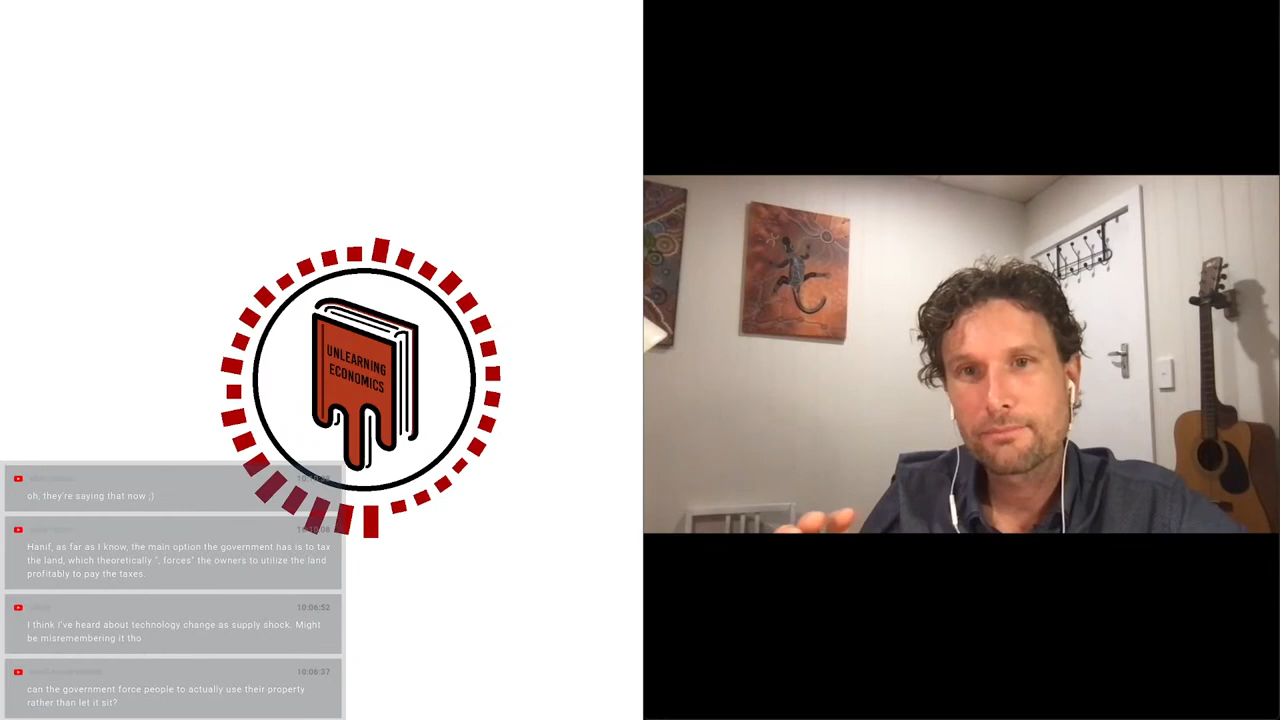 UNLEARNING
ECONOMICS
oh, they're saying that now ;)
Hanif, as far as I know, the main option the government has is to tax
the land, which theoretically ", forces" the owners to utilize the land
profitably to pay the taxes.
10:06:52
I think I've heard about technology change as supply shock. Might
be misremembering it tho
10:06:37
can the government force people to actually use their property
rather than let it sit?